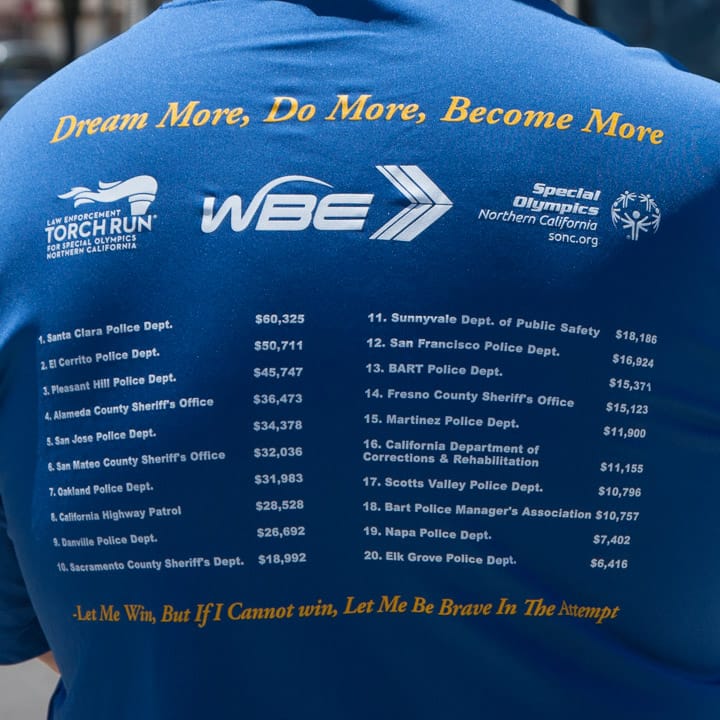 Dream More, Do More, Become More
LAW ENFORCEMENT
TORCH RUN®
FOR SPECIAL OLYMPICS
NORTHERN CALIFORNIA
WBE
Special
Olympics
Northern California
sonc.org
1. Santa Clara Police Dept. $60,325
2. El Cerrito Police Dept. $50,711
3. Pleasant Hill Police Dept. $45,747
4. Alameda County Sheriff's Office $36,473
5. San Jose Police Dept. $34,378
6. San Mateo County Sheriff's Office $32,036
7. Oakland Police Dept. $31,983
8. California Highway Patrol $28,528
9. Danville Police Dept. $26,692
10. Sacramento County Sheriff's Dept. $18,992
11. Sunnyvale Dept. of Public Safety $18,186
12. San Francisco Police Dept. $16,924
13. BART Police Dept. $15,371
14. Fresno County Sheriff's Office $15,123
15. Martinez Police Dept. $11,900
16. California Department of
Corrections & Rehabilitation $11,155
17. Scotts Valley Police Dept. $10,796
18. Bart Police Manager's Association $10,757
19. Napa Police Dept. $7,402
20. Elk Grove Police Dept. $6,416
-Let Me Win, But If I Cannot win, Let Me Be Brave In The Attempt